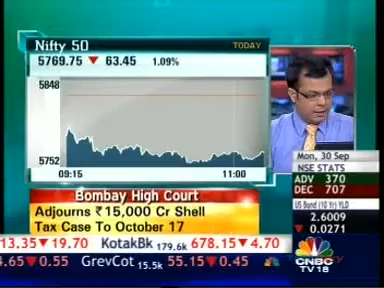 Nifty 50 TODAY
5769.75 ▼ 63.45 1.09%
5848
5752
09:15 11:00
Mon, 30 Sep
NSE STATS
ADV 370
DEC 707
US Bond (10 Yr) YLD
2.6009
▼ 0.0271
Bombay High Court
Adjourns ₹15,000 Cr Shell
Tax Case To October 17
13.35 ▼ 19.70 KotakBk 179.6k 678.15 ▼ 4.70
4.65 ▼ 0.55 GrevCot 15.5k 55.15 ▼ 0.45
CNBC
TV 18